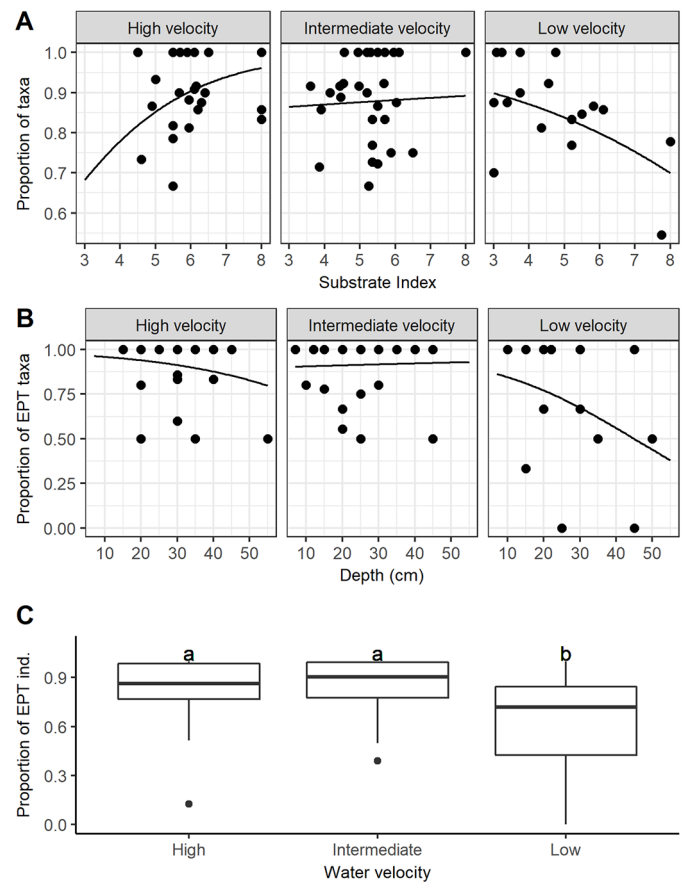 A
High velocity Intermediate velocity Low velocity
Proportion of taxa
1.0
0.9
0.8
0.7
0.6
3 4 5 6 7 8 3 4 5 6 7 8 3 4 5 6 7 8
Substrate Index
B
High velocity Intermediate velocity Low velocity
Proportion of EPT taxa
1.00
0.75
0.50
0.25
0.00
10 20 30 40 50 10 20 30 40 50 10 20 30 40 50
Depth (cm)
C
Proportion of EPT ind.
a a b
0.9
0.6
0.3
0.0
High Intermediate Low
Water velocity